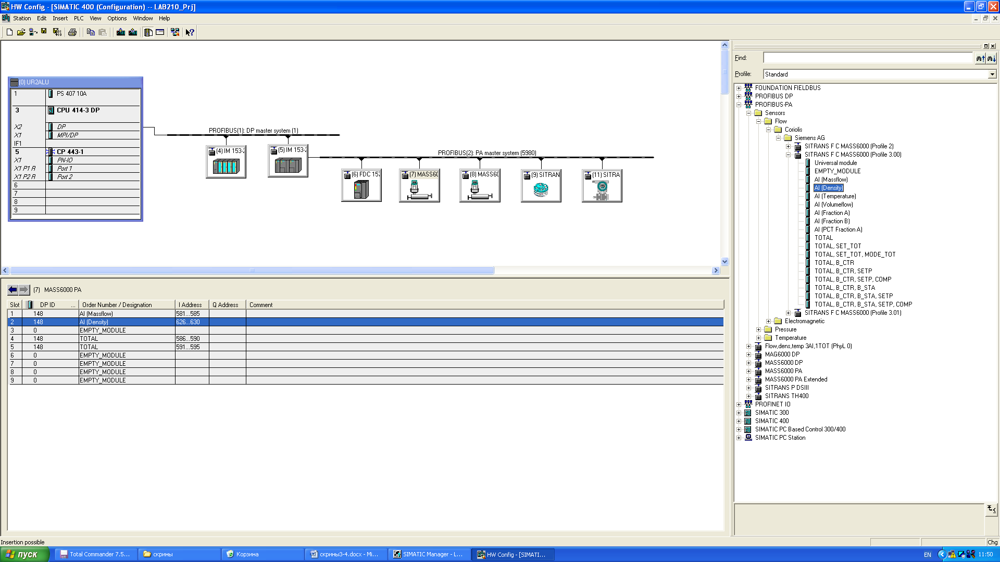 HW Config - [SIMATIC 400 (Configuration) -- LAB210_Prj]
Station Edit Insert PLC View Options Window Help
(0) UR2ALU
1 PS 407 10A
3 CPU 414-3 DP
X2 DP
X1 MPI/DP
IF1
5 CP 443-1
X1 PN-IO
X1 P1 R Port 1
X1 P2 R Port 2
6
7
8
9
PROFIBUS(1): DP master system (1)
(4) IM 153-2
(5) IM 153-2
PROFIBUS(2): PA master system (5980)
(6) FDC 157
(7) MASS60
(8) MASS60
(9) SITRAN
(11) SITRA
(7) MASS6000 PA
Slot DP ID ... Order Number / Designation I Address Q Address Comment
1 148 AI (Massflow) 581...585
2 148 AI (Density) 626...630
3 0 EMPTY_MODULE
4 148 TOTAL 586...590
5 148 TOTAL 591...595
6 0 EMPTY_MODULE
7 0 EMPTY_MODULE
8 0 EMPTY_MODULE
9 0 EMPTY_MODULE
Find:
Profile: Standard
FOUNDATION FIELDBUS
PROFIBUS DP
PROFIBUS-PA
Sensors
Flow
Coriolis
Siemens AG
SITRANS F C MASS6000 (Profile 2)
SITRANS F C MASS6000 (Profile 3.00)
Universal module
EMPTY_MODULE
AI (Massflow)
AI (Density)
AI (Temperature)
AI (Volumeflow)
AI (Fraction A)
AI (Fraction B)
AI (PCT Fraction A)
TOTAL
TOTAL, SET_TOT
TOTAL, SET_TOT, MODE_TOT
TOTAL, B_CTR
TOTAL, B_CTR, SETP
TOTAL, B_CTR, SETP, COMP
TOTAL, B_CTR, B_STA
TOTAL, B_CTR, B_STA, SETP
TOTAL, B_CTR, B_STA, SETP, COMP
SITRANS F C MASS6000 (Profile 3.01)
Electromagnetic
Pressure
Temperature
Flow,dens,temp 3AI,1TOT (PhyL 0)
MAG6000 DP
MASS6000 DP
MASS6000 PA
MASS6000 PA Extended
SITRANS P DSIII
SITRANS TH400
PROFINET IO
SIMATIC 300
SIMATIC 400
SIMATIC PC Based Control 300/400
SIMATIC PC Station
Insertion possible
Chg
пуск
Total Commander 7.5...
скрины
Корзина
скрины3-4.docx - Mi...
SIMATIC Manager - L...
HW Config - [SIMATI...
EN
11:50